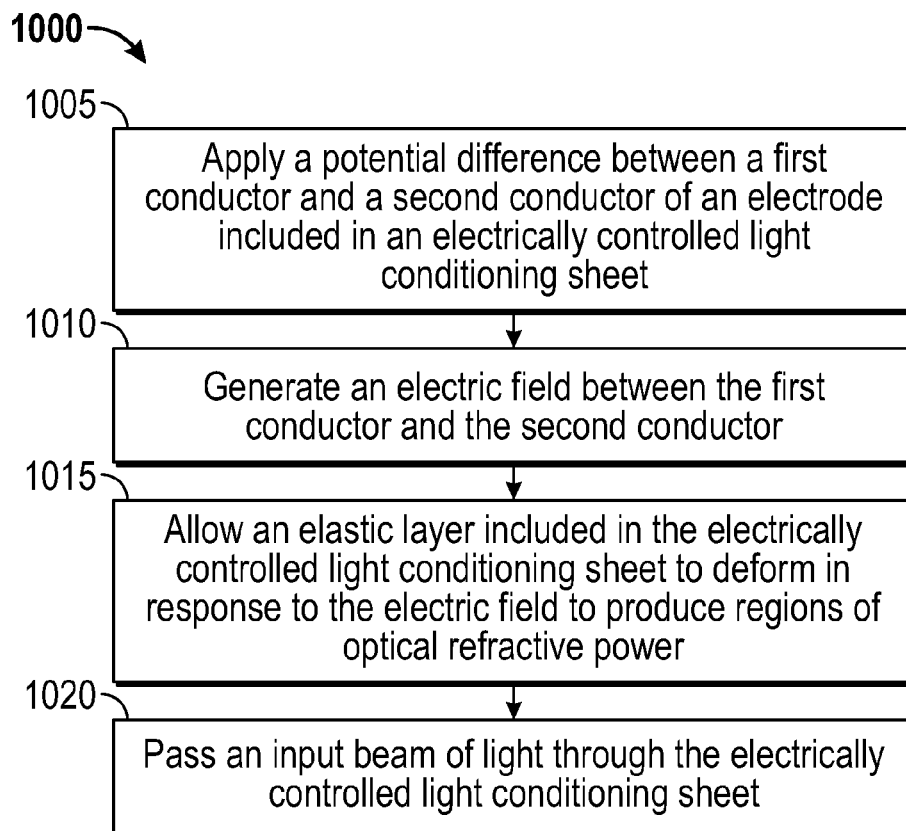 1000
1005
Apply a potential difference between a first
conductor and a second conductor of an electrode
included in an electrically controlled light
conditioning sheet
1010
Generate an electric field between the first
conductor and the second conductor
1015
Allow an elastic layer included in the electrically
controlled light conditioning sheet to deform in
response to the electric field to produce regions of
optical refractive power
1020
Pass an input beam of light through the electrically
controlled light conditioning sheet